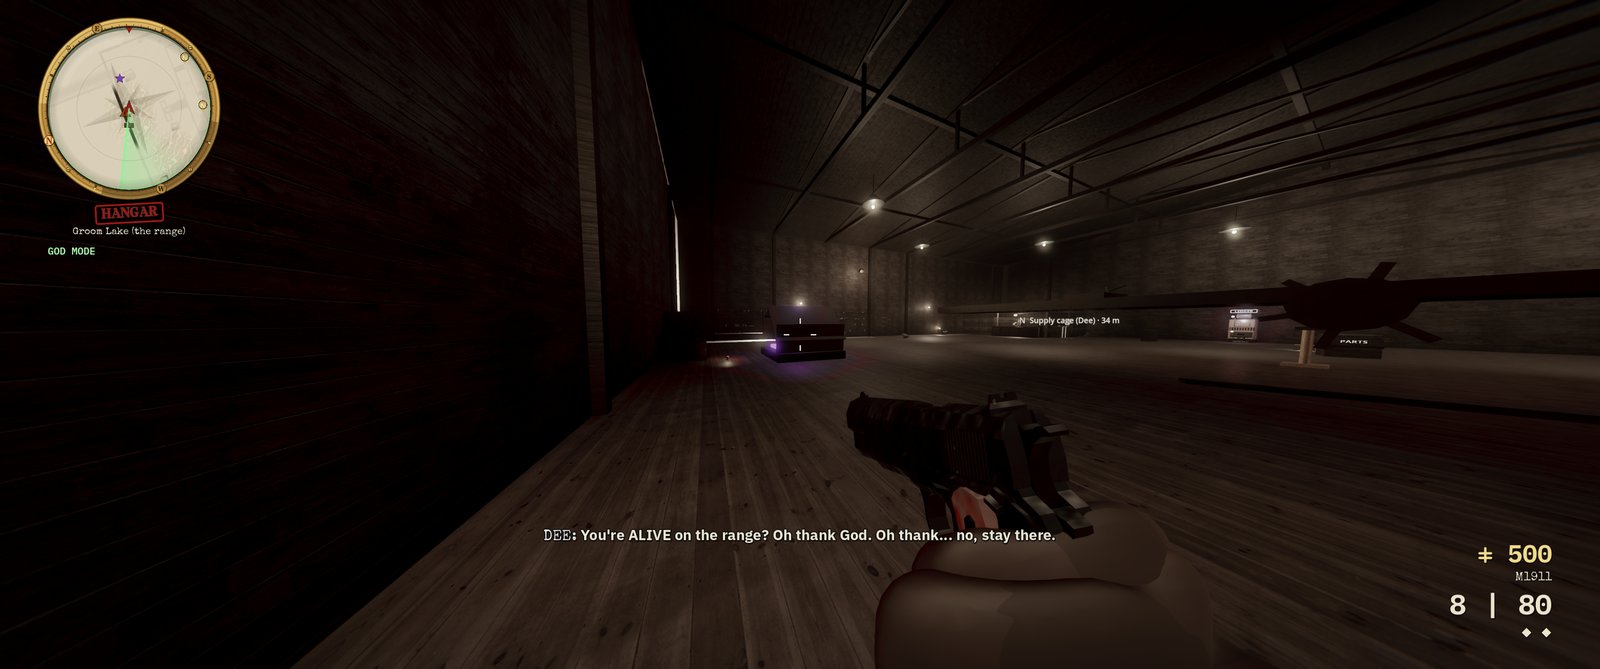 HANGAR
Groom Lake (the range)
GOD MODE
N Supply cage (Dee) · 34 m
PARTS
DEE: You're ALIVE on the range? Oh thank God. Oh thank... no, stay there.
500
M1911
8 | 80